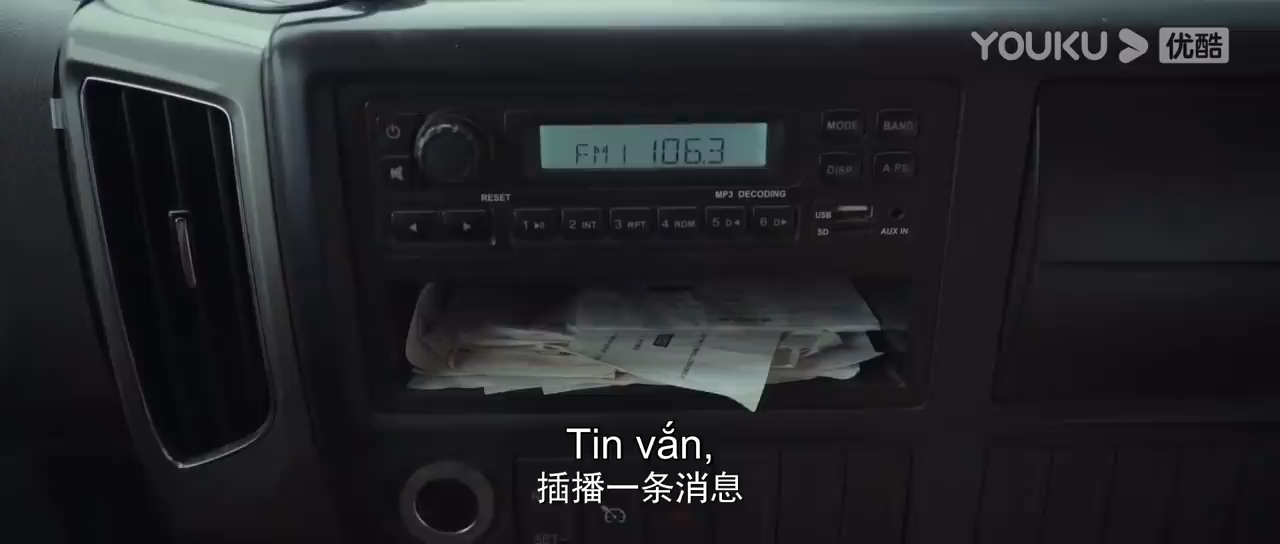 YOUKU 优酷
FM1 106.3
MODE
BAND
DISP
A.PS
RESET
MP3 DECODING
1
2 INT
3 RPT
4 RDM
5 D
6 D
USB
SD
AUX IN
Tin vắn,
插播一条消息
SET-